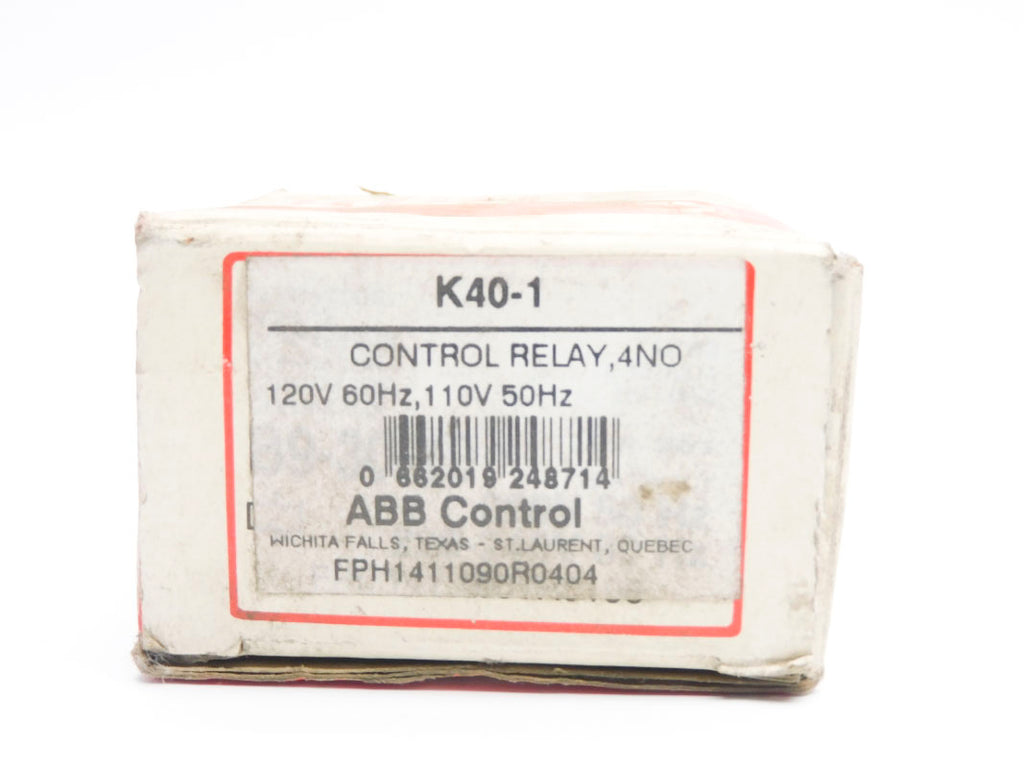 K40-1
CONTROL RELAY,4NO
120V 60Hz,110V 50Hz
0 662019 248714
ABB Control
WICHITA FALLS, TEXAS - ST.LAURENT, QUEBEC
FPH1411090R0404